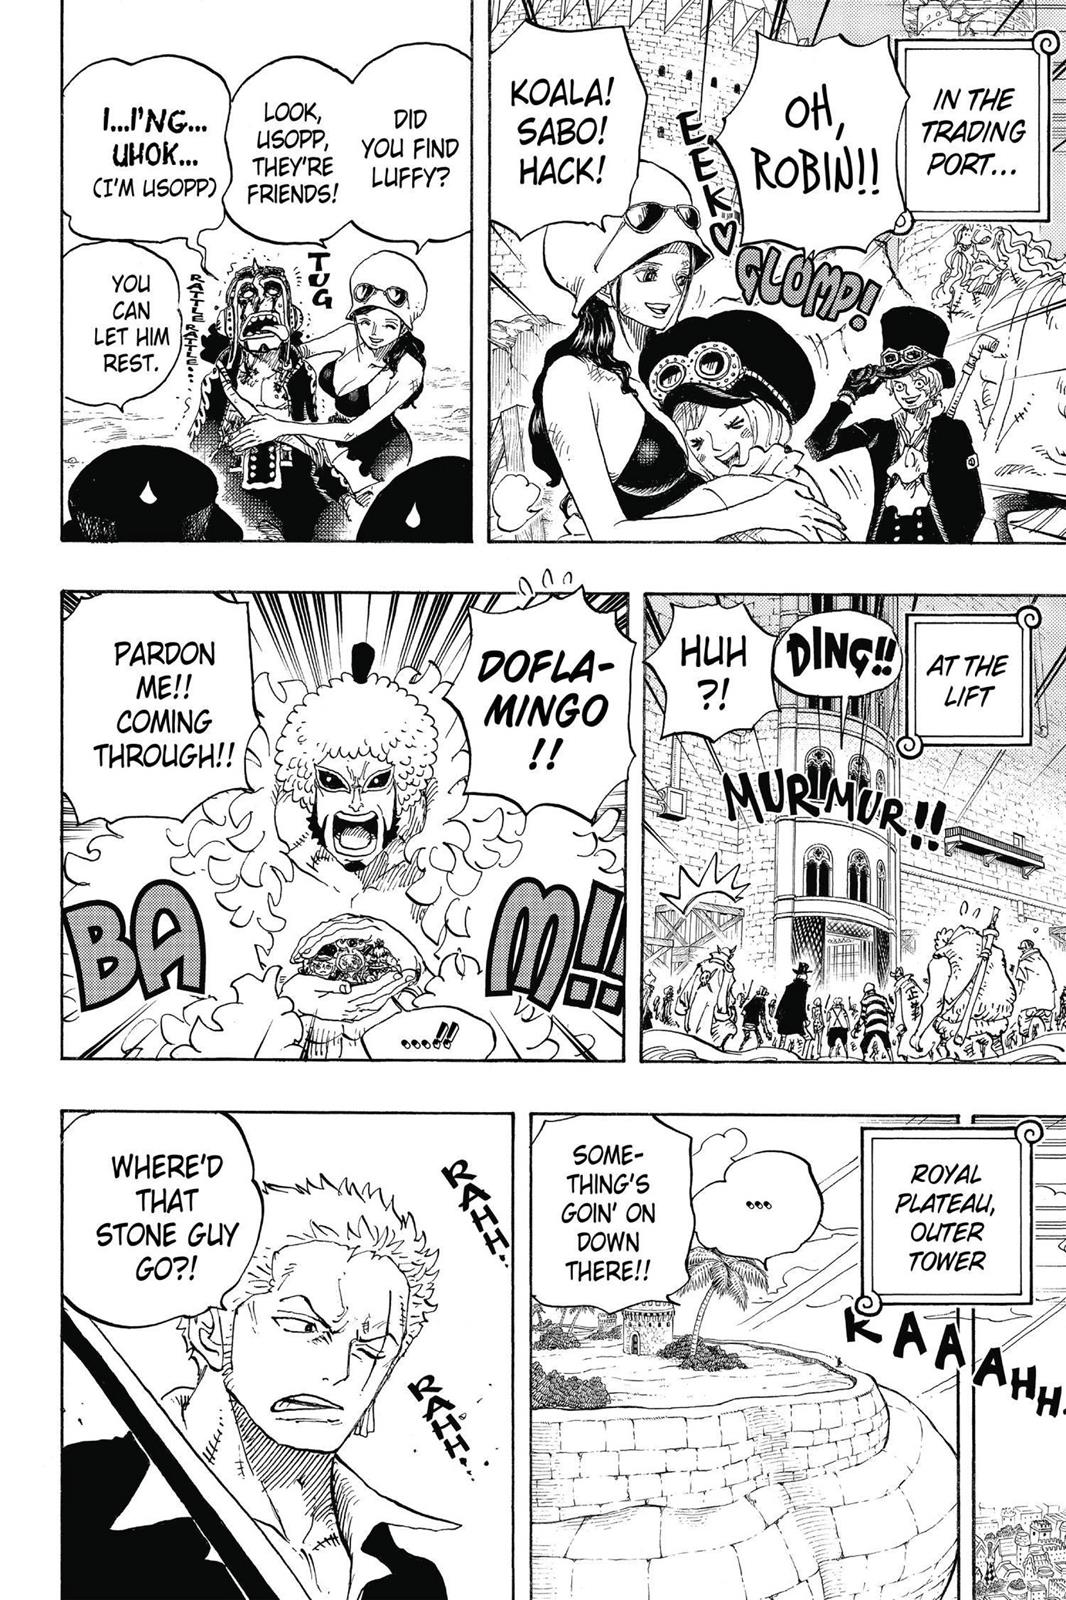 IN THE
TRADING
PORT...
OH,
ROBIN!!
KOALA!
SABO!
HACK!
EEEK♡
GLOMP!
DID
YOU FIND
LUFFY?
LOOK,
USOPP,
THEY'RE
FRIENDS!
I...I'NG...
UHOK...
(I'M USOPP)
TUG
RATTLE RATTLE...
YOU
CAN
LET HIM
REST.
AT THE
LIFT
DING!!
HUH
?!
MURMUR!!
DOFLA-
MINGO
!!
PARDON
ME!!
COMING
THROUGH!!
BAM!!
....!!
ROYAL
PLATEAU,
OUTER
TOWER
...
SOME-
THING'S
GOIN' ON
DOWN
THERE!!
KAAAHH.
RAHH.
RAHH..
WHERE'D
THAT
STONE GUY
GO?!